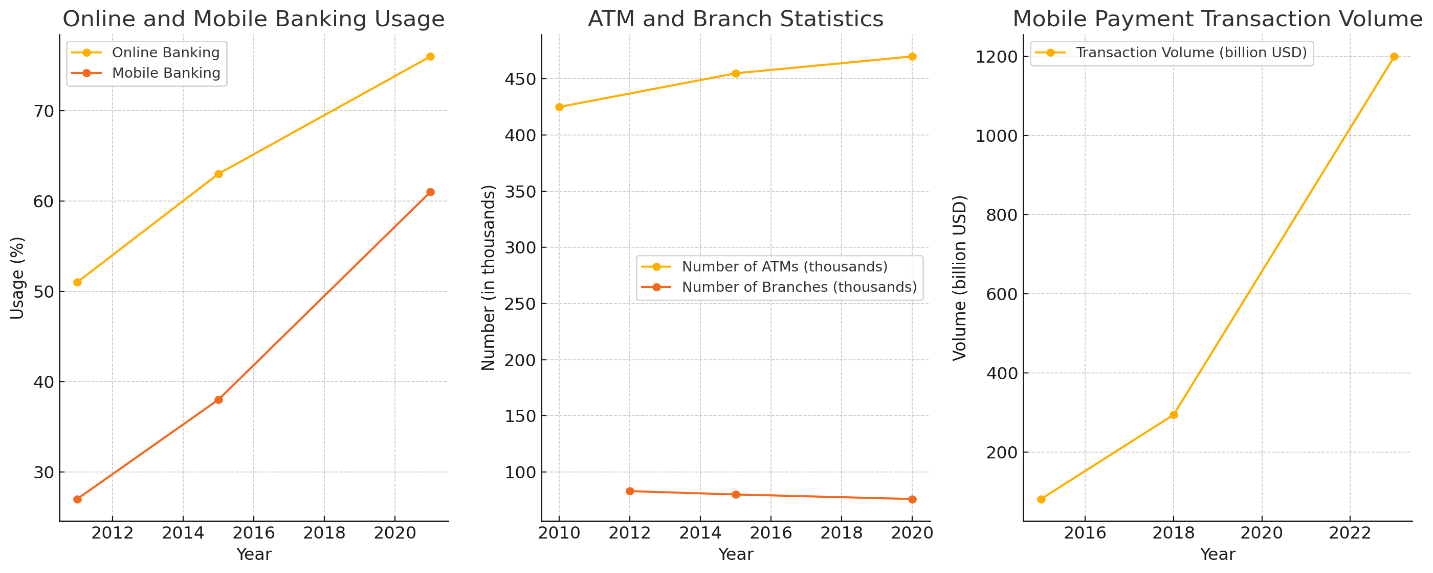 Online and Mobile Banking Usage
Online Banking
Mobile Banking
70
60
50
40
30
Usage (%)
2012 2014 2016 2018 2020
Year
ATM and Branch Statistics
450
400
350
300
250
200
150
100
Number (in thousands)
Number of ATMs (thousands)
Number of Branches (thousands)
2010 2012 2014 2016 2018 2020
Year
Mobile Payment Transaction Volume
Transaction Volume (billion USD)
1200
1000
800
600
400
200
Volume (billion USD)
2016 2018 2020 2022
Year